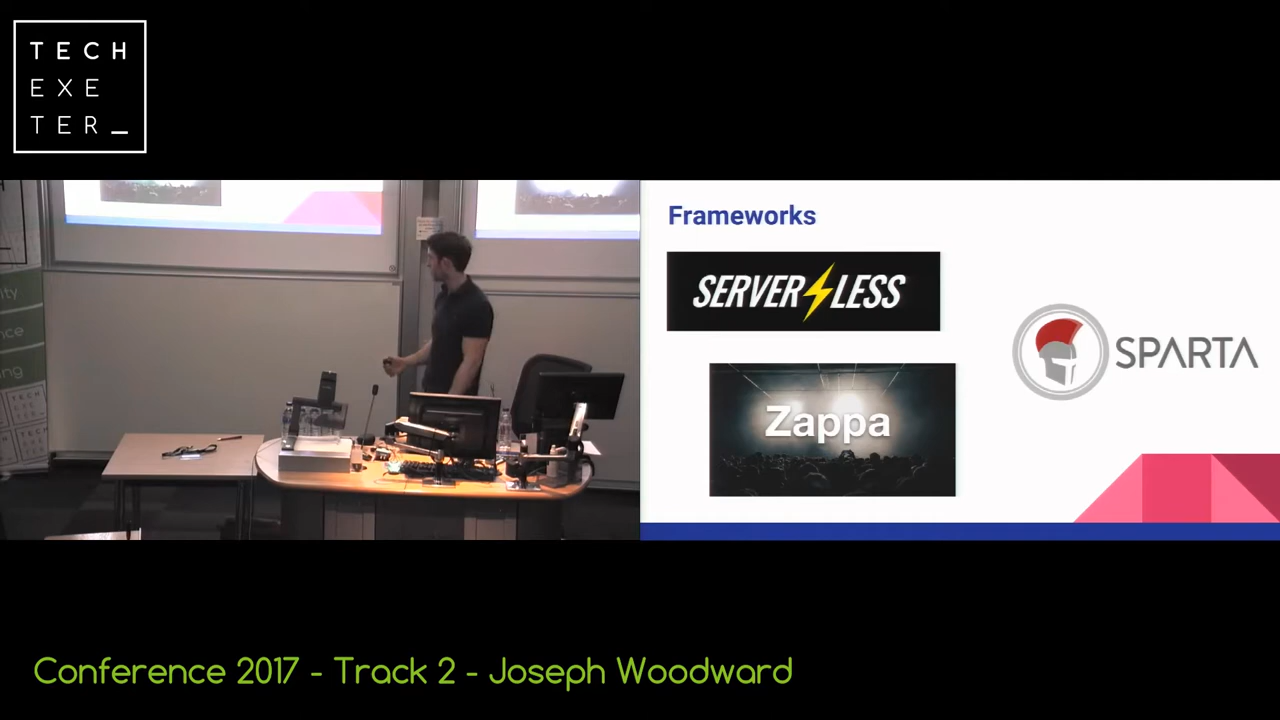 TECH
EXE
TER_
Frameworks
SERVERLESS
Zappa
SPARTA
Conference 2017 - Track 2 - Joseph Woodward